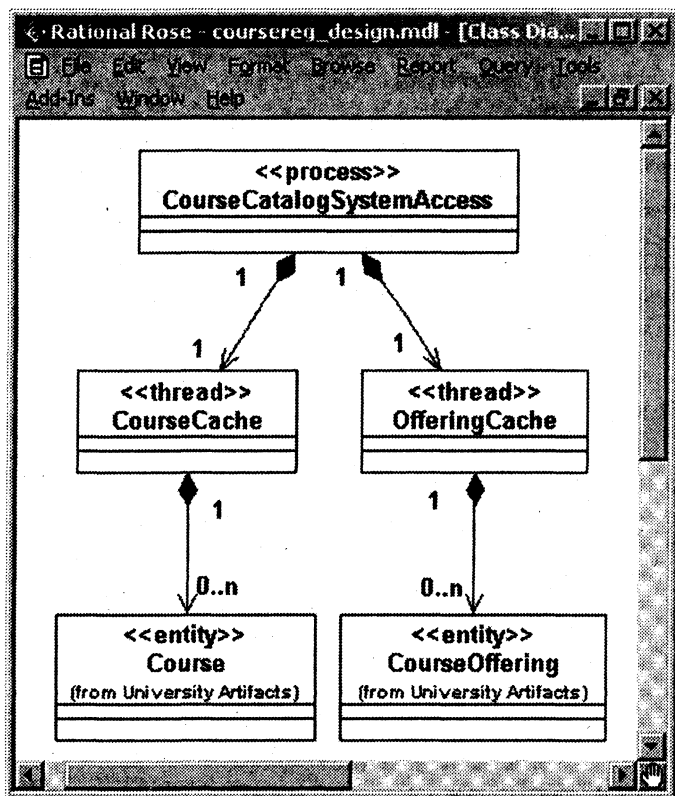 Rational Rose - coursereg_design.mdl - [Class Dia...
File Edit View Format Browse Report Query Tools
Add-Ins Window Help
<<process>>
CourseCatalogSystemAccess
1 1
1 1
<<thread>> <<thread>>
CourseCache OfferingCache
1 1
0..n 0..n
<<entity>> <<entity>>
Course CourseOffering
(from University Artifacts) (from University Artifacts)